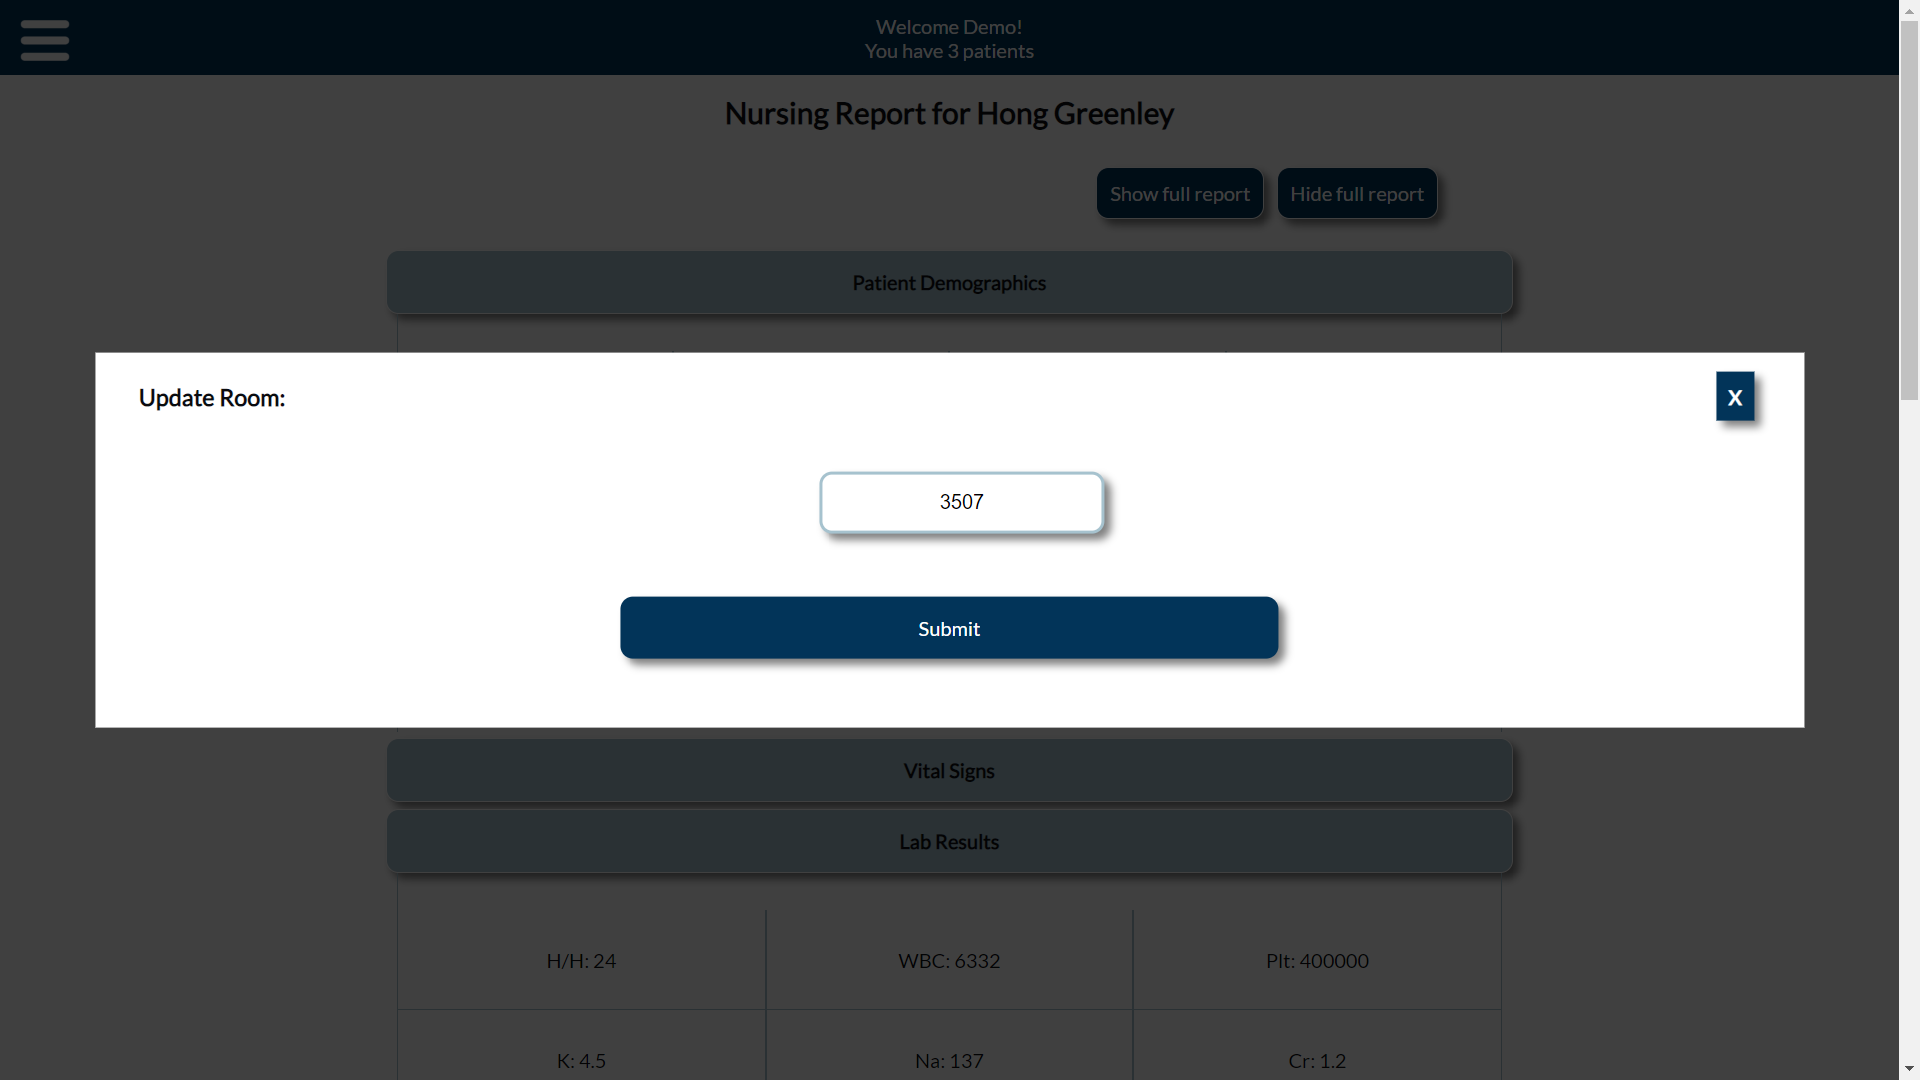 Welcome Demo!
You have 3 patients
Nursing Report for Hong Greenley
Show full report
Hide full report
Patient Demographics
Update Room:
X
3507
Submit
Vital Signs
Lab Results
H/H: 24
WBC: 6332
Plt: 400000
K: 4.5
Na: 137
Cr: 1.2